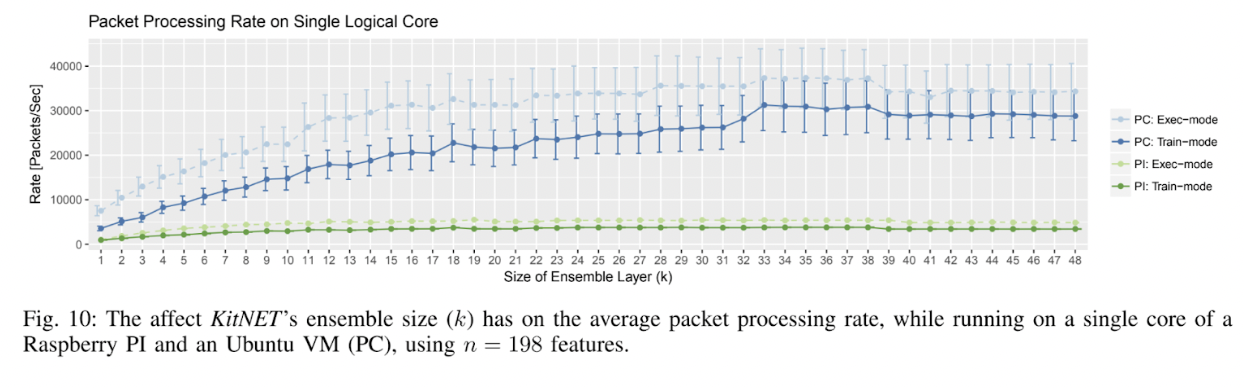 Packet Processing Rate on Single Logical Core
Rate [Packets/Sec]
40000
30000
20000
10000
0
1 2 3 4 5 6 7 8 9 10 11 12 13 14 15 16 17 18 19 20 21 22 23 24 25 26 27 28 29 30 31 32 33 34 35 36 37 38 39 40 41 42 43 44 45 46 47 48
Size of Ensemble Layer (k)
PC: Exec−mode
PC: Train−mode
PI: Exec−mode
PI: Train−mode
Fig. 10: The affect KitNET's ensemble size (k) has on the average packet processing rate, while running on a single core of a
Raspberry PI and an Ubuntu VM (PC), using n = 198 features.